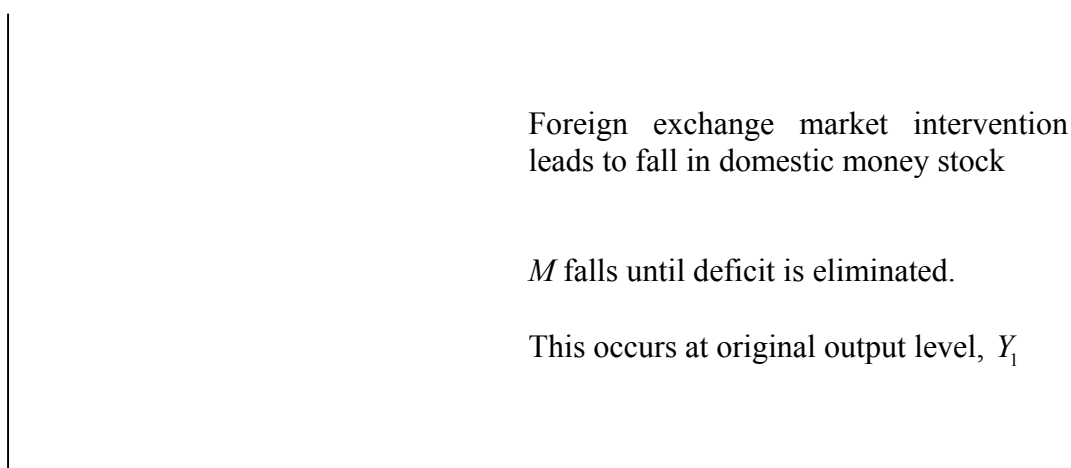 Foreign exchange market intervention
leads to fall in domestic money stock
M falls until deficit is eliminated.
This occurs at original output level, Y₁